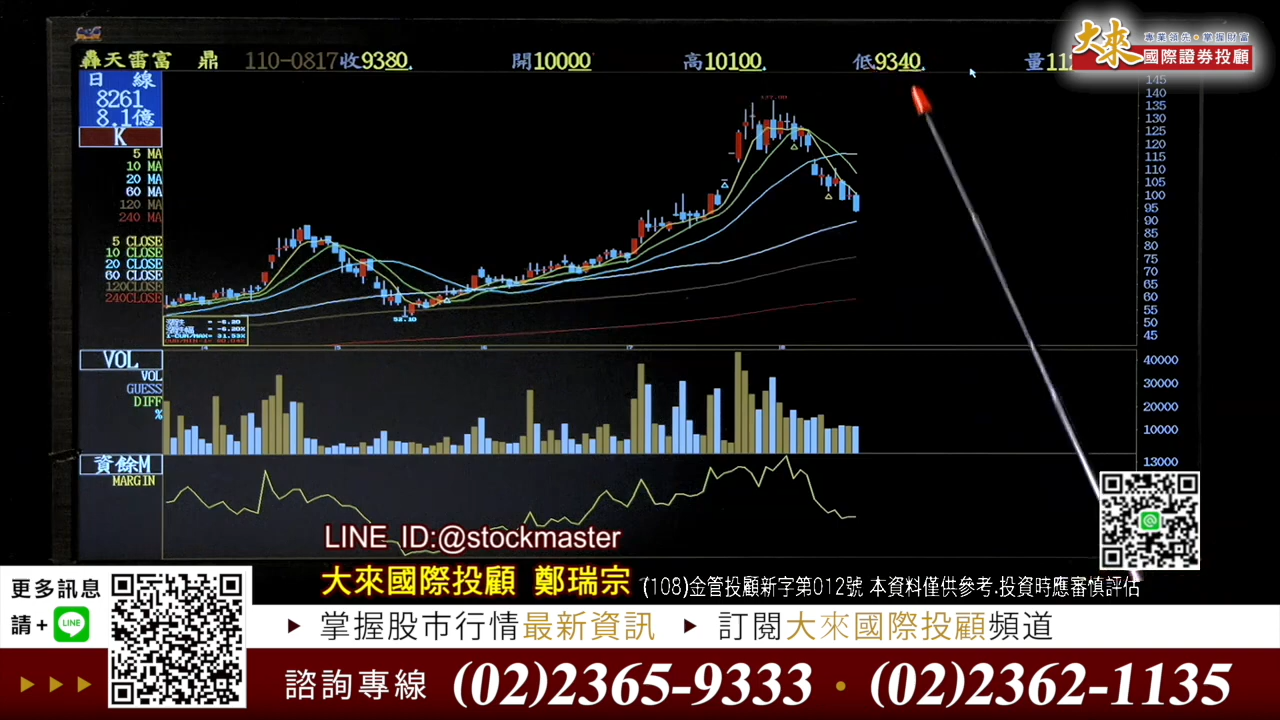 大來
專業領先•掌握財富
國際證券投顧
轟天雷富 鼎 110-0817收9380. 開10000 高10100. 低9340. 量
日 線
8261
8.1億
K
5 MA
10 MA
20 MA
60 MA
120 MA
240 MA
5 CLOSE
10 CLOSE
20 CLOSE
60 CLOSE
120CLOSE
240CLOSE
145
140
135
130
125
120
115
110
105
100
95
90
85
80
75
70
65
60
55
50
45
52.10
VOL
VOL
GUESS
DIFF
%
40000
30000
20000
10000
資餘M
MARGIN
13000
LINE ID:@stockmaster
大來國際投顧 鄭瑞宗 (108)金管投顧新字第012號 本資料僅供參考.投資時應審慎評估
更多訊息
請+ LINE
掌握股市行情最新資訊 訂閱大來國際投顧頻道
諮詢專線 (02)2365-9333 • (02)2362-1135